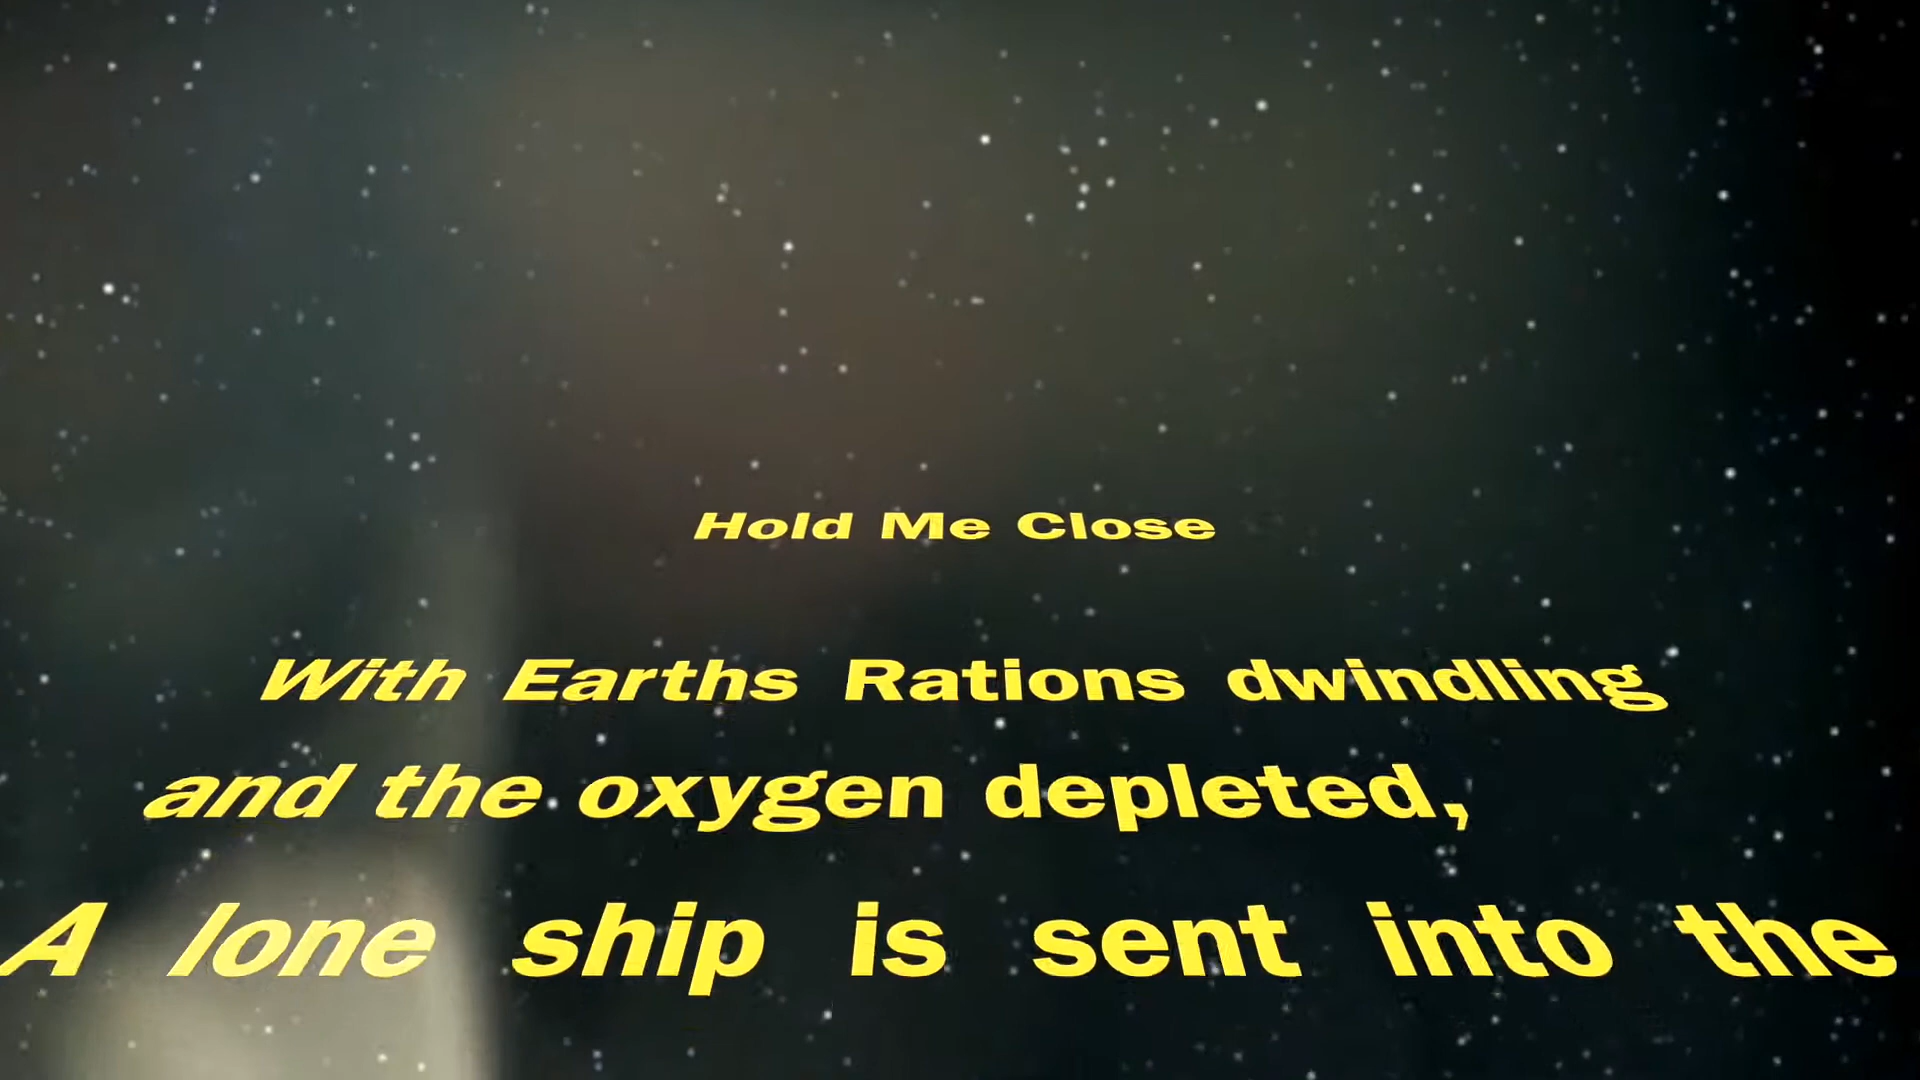 Hold Me Close
With Earths Rations dwindling
and the oxygen depleted,
A lone ship is sent into the